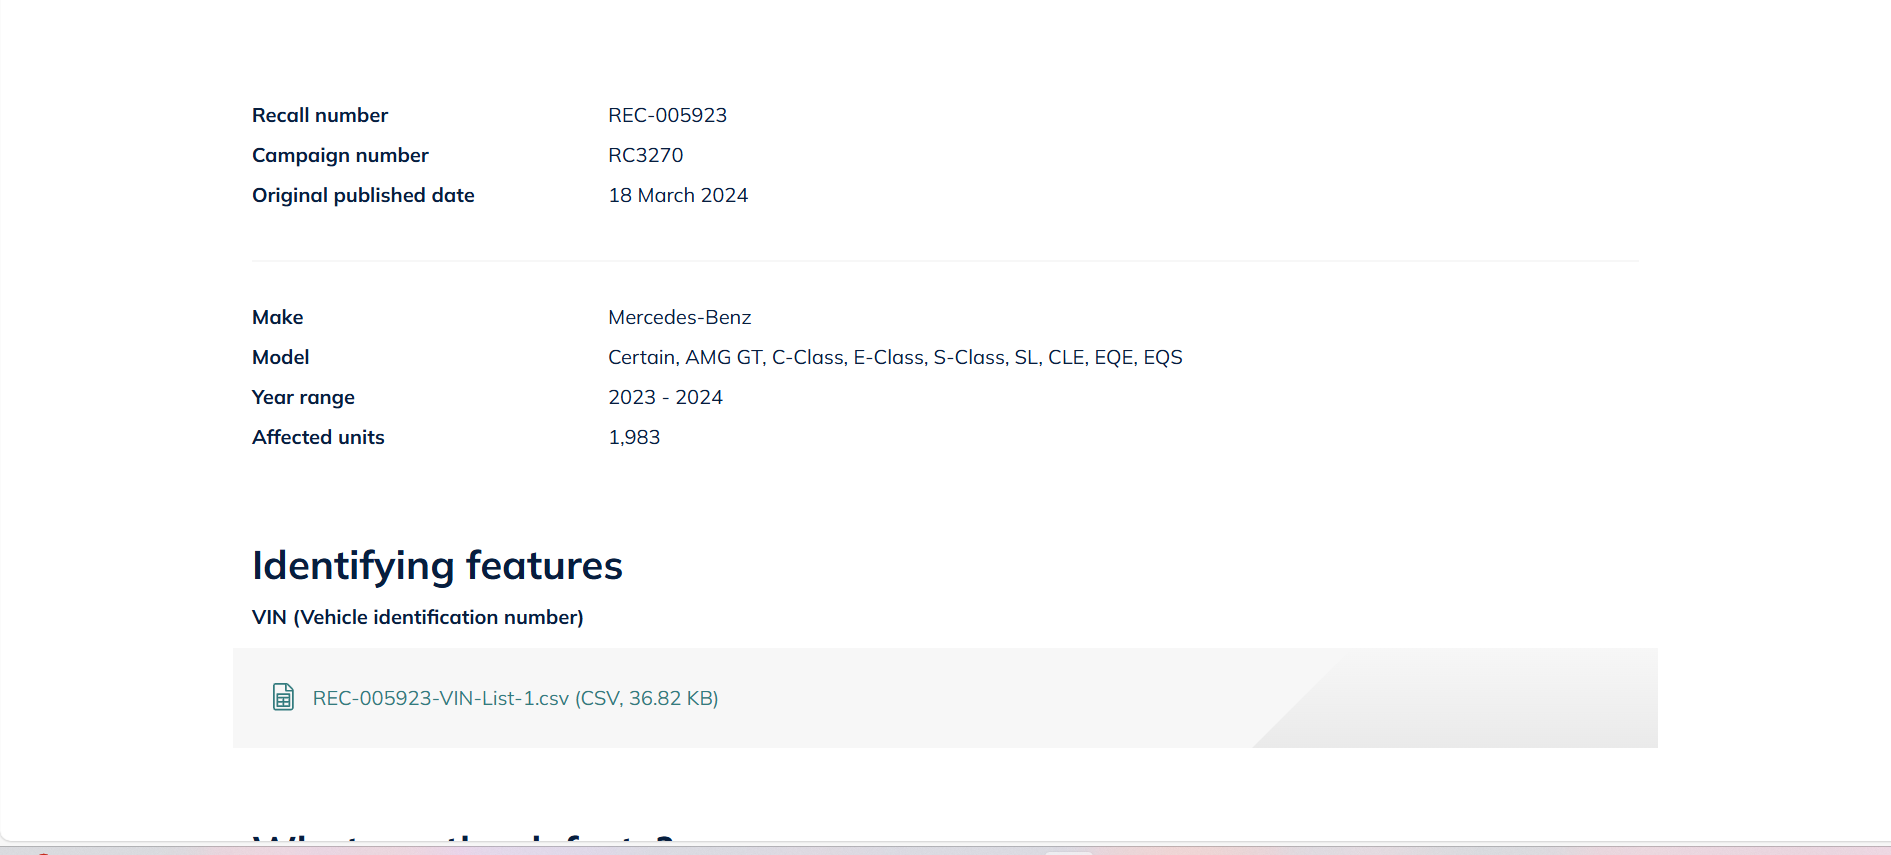 Recall number REC-005923
Campaign number RC3270
Original published date 18 March 2024
Make Mercedes-Benz
Model Certain, AMG GT, C-Class, E-Class, S-Class, SL, CLE, EQE, EQS
Year range 2023 - 2024
Affected units 1,983
Identifying features
VIN (Vehicle identification number)
REC-005923-VIN-List-1.csv (CSV, 36.82 KB)